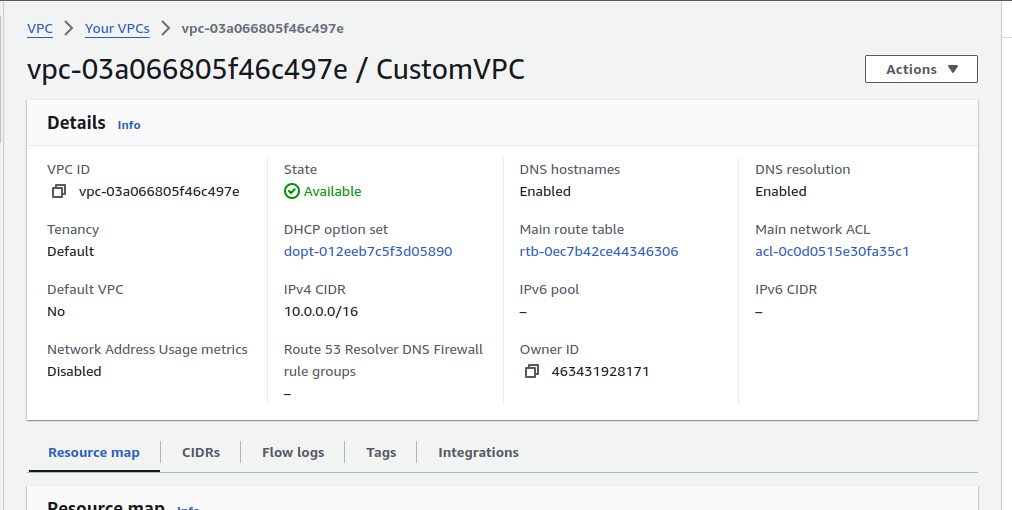 VPC > Your VPCs > vpc-03a066805f46c497e
vpc-03a066805f46c497e / CustomVPC
Actions ▼
Details Info
VPC ID
vpc-03a066805f46c497e
State
Available
DNS hostnames
Enabled
DNS resolution
Enabled
Tenancy
Default
DHCP option set
dopt-012eeb7c5f3d05890
Main route table
rtb-0ec7b42ce44346306
Main network ACL
acl-0c0d0515e30fa35c1
Default VPC
No
IPv4 CIDR
10.0.0.0/16
IPv6 pool
–
IPv6 CIDR
–
Network Address Usage metrics
Disabled
Route 53 Resolver DNS Firewall
rule groups
–
Owner ID
463431928171
Resource map
CIDRs
Flow logs
Tags
Integrations
Resource map Info